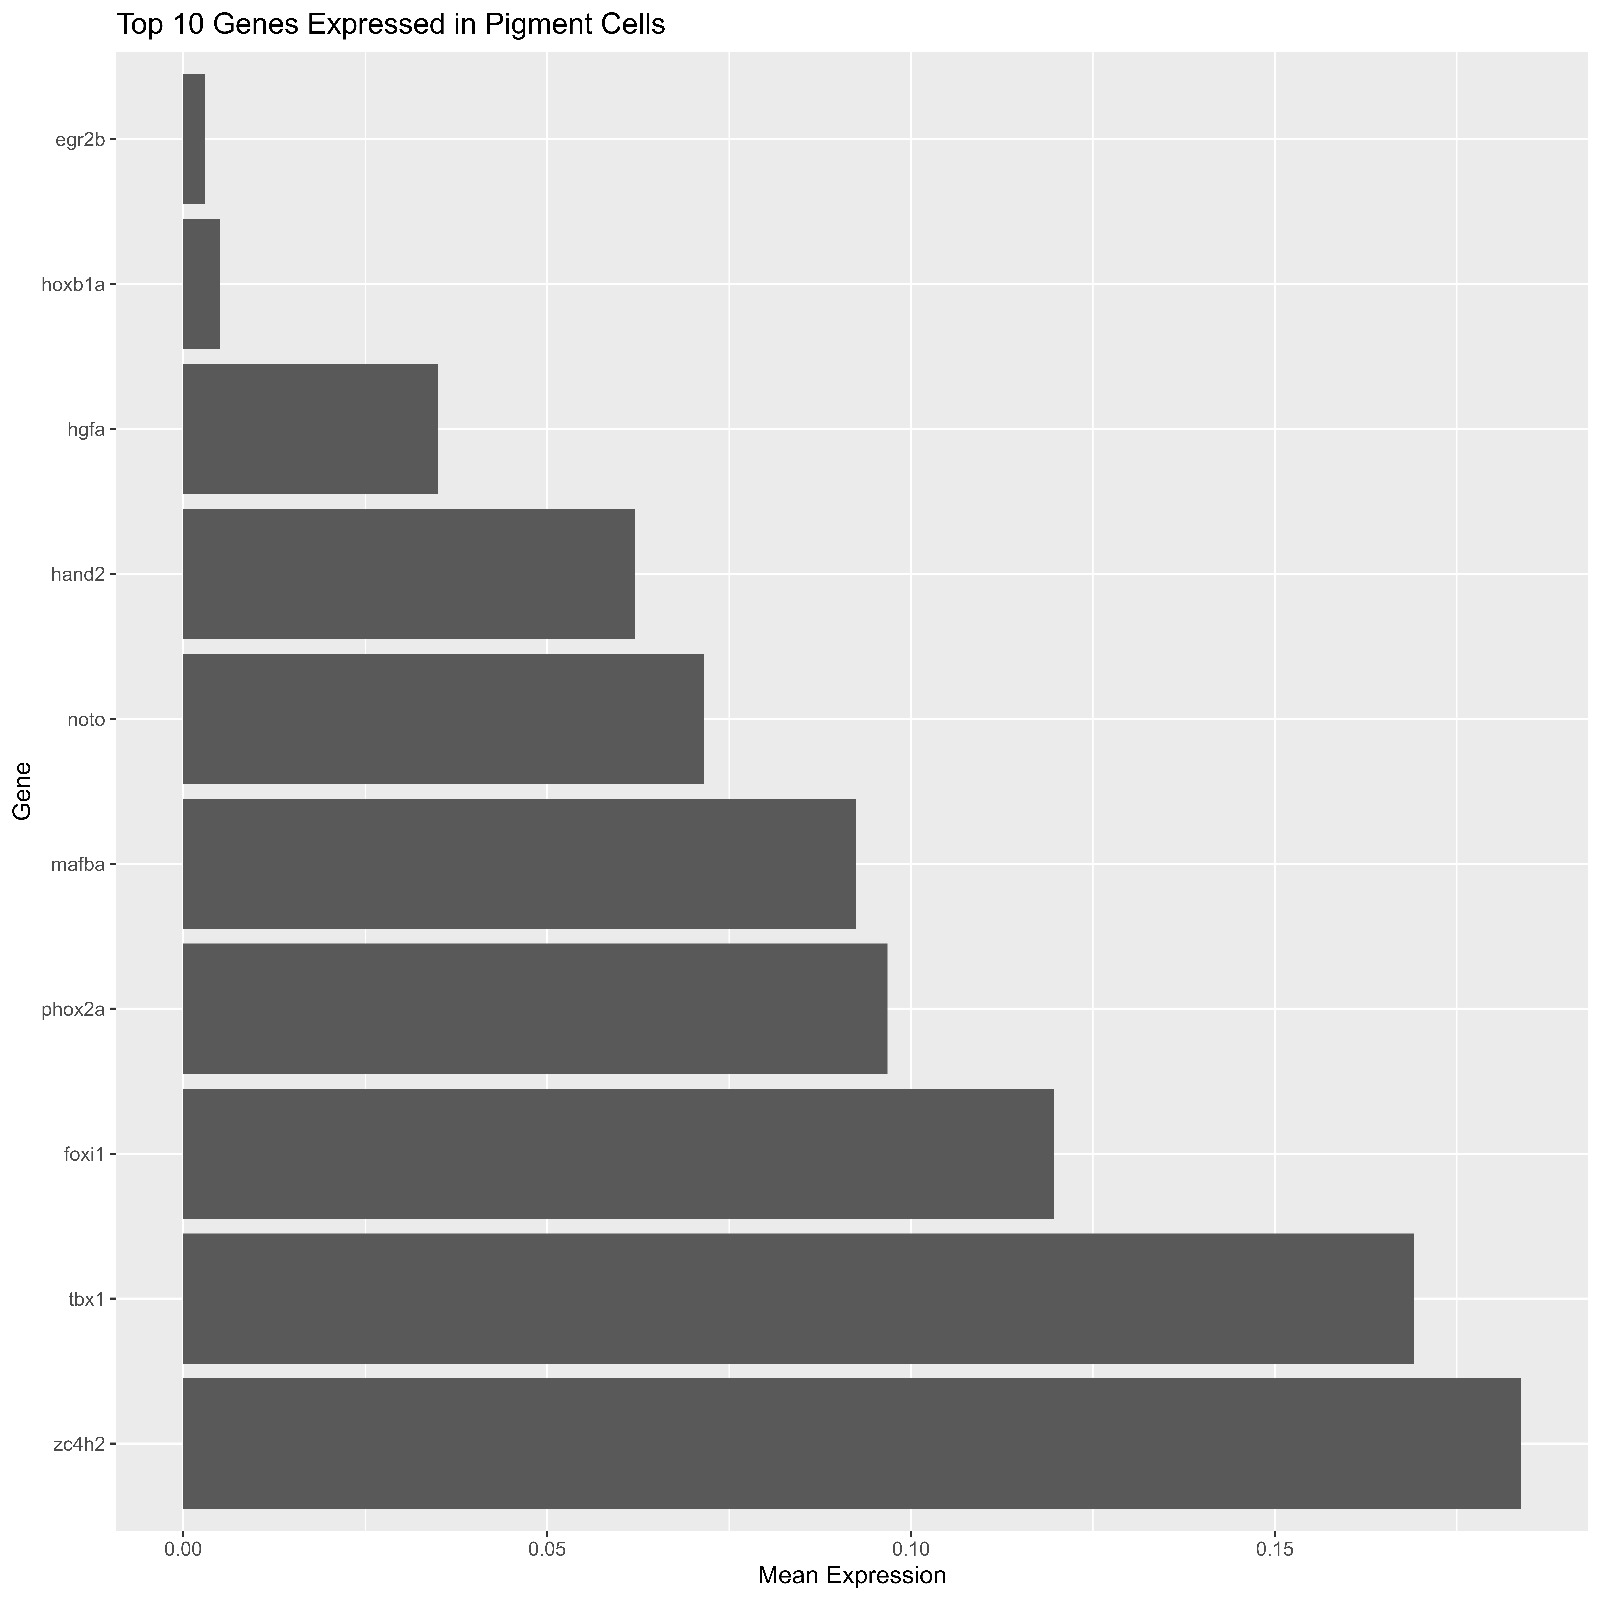 Top 10 Genes Expressed in Pigment Cells
Gene
egr2b
hoxb1a
hgfa
hand2
noto
mafba
phox2a
foxi1
tbx1
zc4h2
0.00 0.05 0.10 0.15
Mean Expression